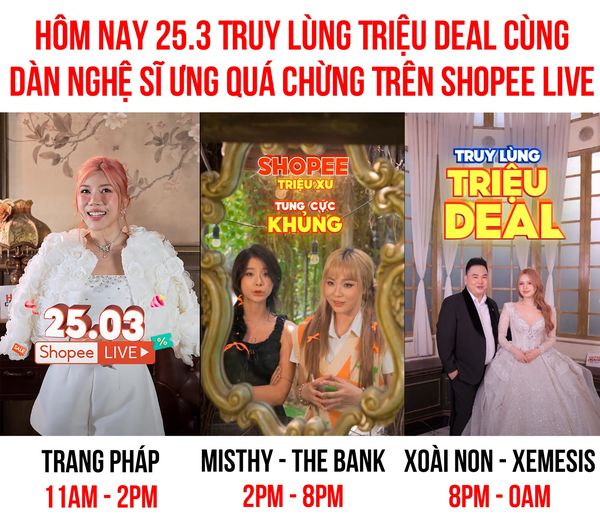 HÔM NAY 25.3 TRUY LÙNG TRIỆU DEAL CÙNG
DÀN NGHỆ SĨ ƯNG QUÁ CHỪNG TRÊN SHOPEE LIVE
25.03
Shopee LIVE
SALE
%
SHOPEE
TRIỆU XU
TUNG CỰC
KHỦNG
TRUY LÙNG
TRIỆU
DEAL
TRANG PHÁP
11AM - 2PM
MISTHY - THE BANK
2PM - 8PM
XOÀI NON - XEMESIS
8PM - 0AM